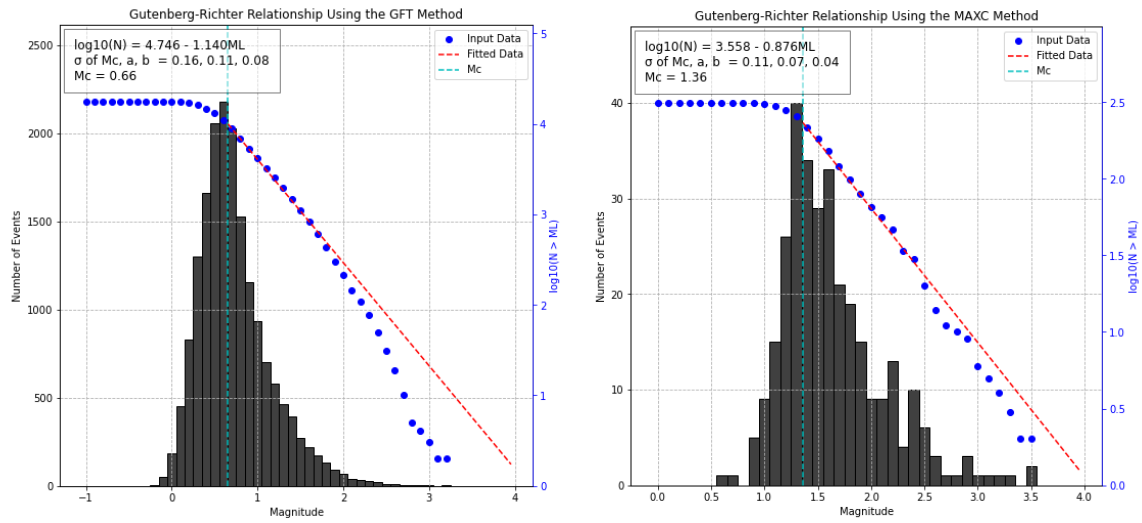 Gutenberg-Richter Relationship Using the GFT Method
log10(N) = 4.746 - 1.140ML
σ of Mc, a, b = 0.16, 0.11, 0.08
Mc = 0.66
Input Data
Fitted Data
Mc
2500
2000
1500
1000
500
0
Number of Events
5
4
3
2
1
0
log10(N > ML)
−1
0
1
2
3
4
Magnitude
Gutenberg-Richter Relationship Using the MAXC Method
log10(N) = 3.558 - 0.876ML
σ of Mc, a, b = 0.11, 0.07, 0.04
Mc = 1.36
Input Data
Fitted Data
Mc
40
30
20
10
0
Number of Events
2.5
2.0
1.5
1.0
0.5
0.0
log10(N > ML)
0.0
0.5
1.0
1.5
2.0
2.5
3.0
3.5
4.0
Magnitude